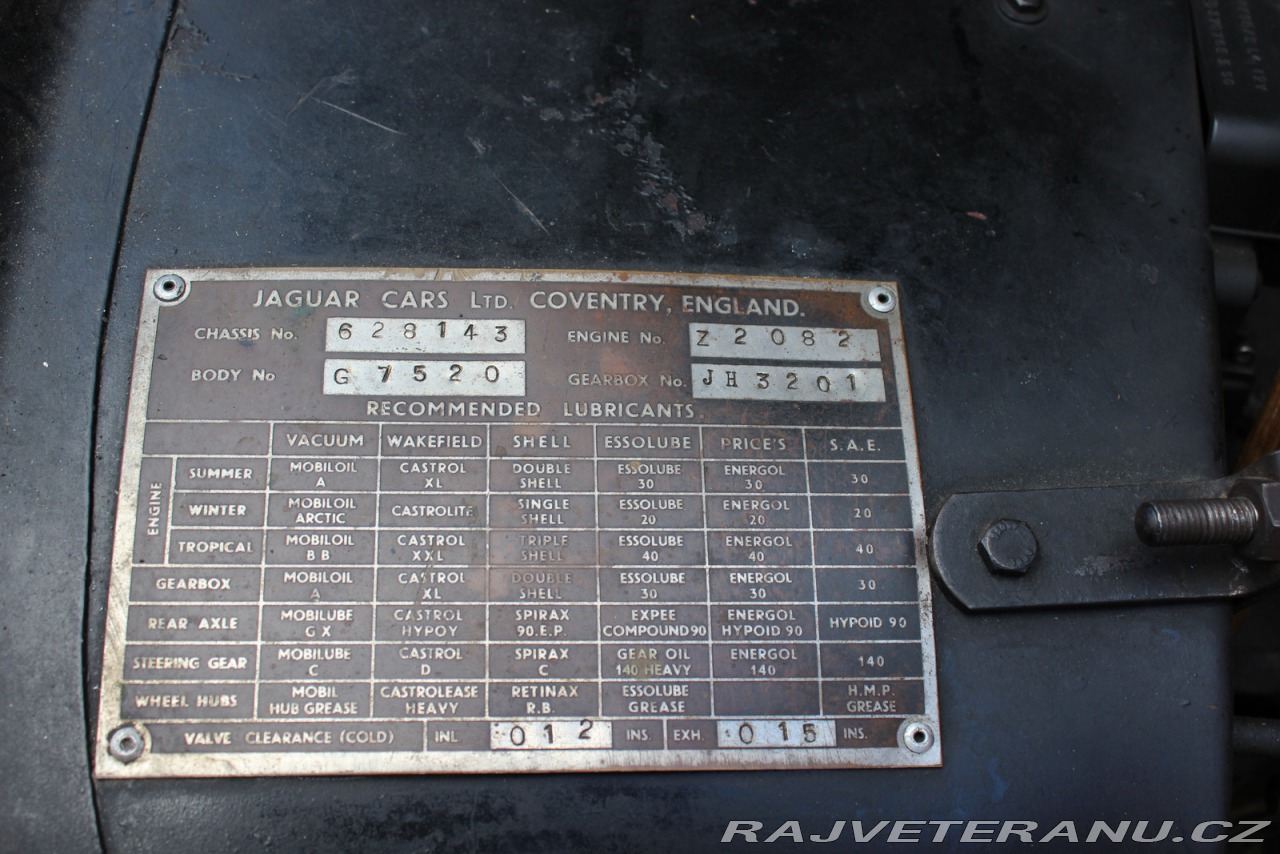 JAGUAR CARS LTD. COVENTRY, ENGLAND.
CHASSIS No. 628143 ENGINE No. Z2082
BODY No G7520 GEARBOX No. JH3201
RECOMMENDED LUBRICANTS.
VACUUM WAKEFIELD SHELL ESSOLUBE PRICE'S S.A.E.
ENGINE
SUMMER MOBILOIL A CASTROL XL DOUBLE SHELL ESSOLUBE 30 ENERGOL 30 30
WINTER MOBILOIL ARCTIC CASTROLITE SINGLE SHELL ESSOLUBE 20 ENERGOL 20 20
TROPICAL MOBILOIL BB CASTROL XXL TRIPLE SHELL ESSOLUBE 40 ENERGOL 40 40
GEARBOX MOBILOIL A CASTROL XL DOUBLE SHELL ESSOLUBE 30 ENERGOL 30 30
REAR AXLE MOBILUBE GX CASTROL HYPOY SPIRAX 90.E.P. EXPEE COMPOUND 90 ENERGOL HYPOID 90 HYPOID 90
STEERING GEAR MOBILUBE C CASTROL D SPIRAX C GEAR OIL 140 HEAVY ENERGOL 140 140
WHEEL HUBS MOBIL HUB GREASE CASTROLEASE HEAVY RETINAX R.B. ESSOLUBE GREASE H.M.P. GREASE
VALVE CLEARANCE (COLD) INL ·012 INS. EXH. ·015 INS.
RAJVETERANU.CZ